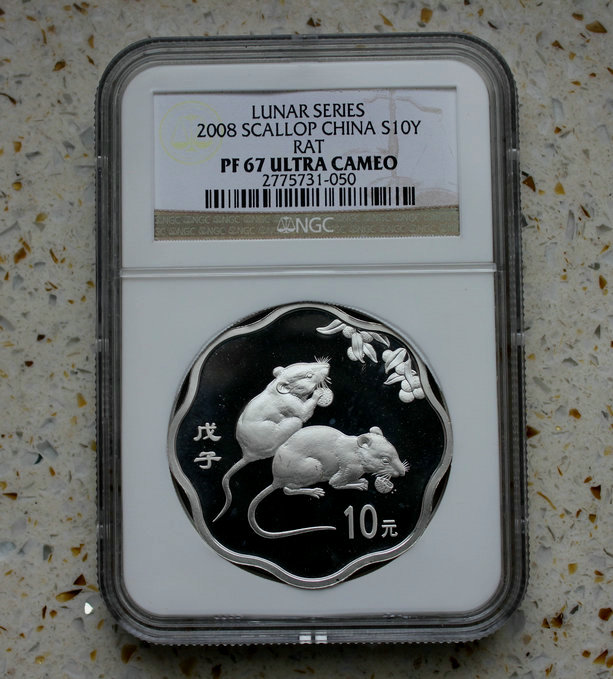 LUNAR SERIES
2008 SCALLOP CHINA S10Y
RAT
PF 67 ULTRA CAMEO
2775731-050
NGC
戊子
10元